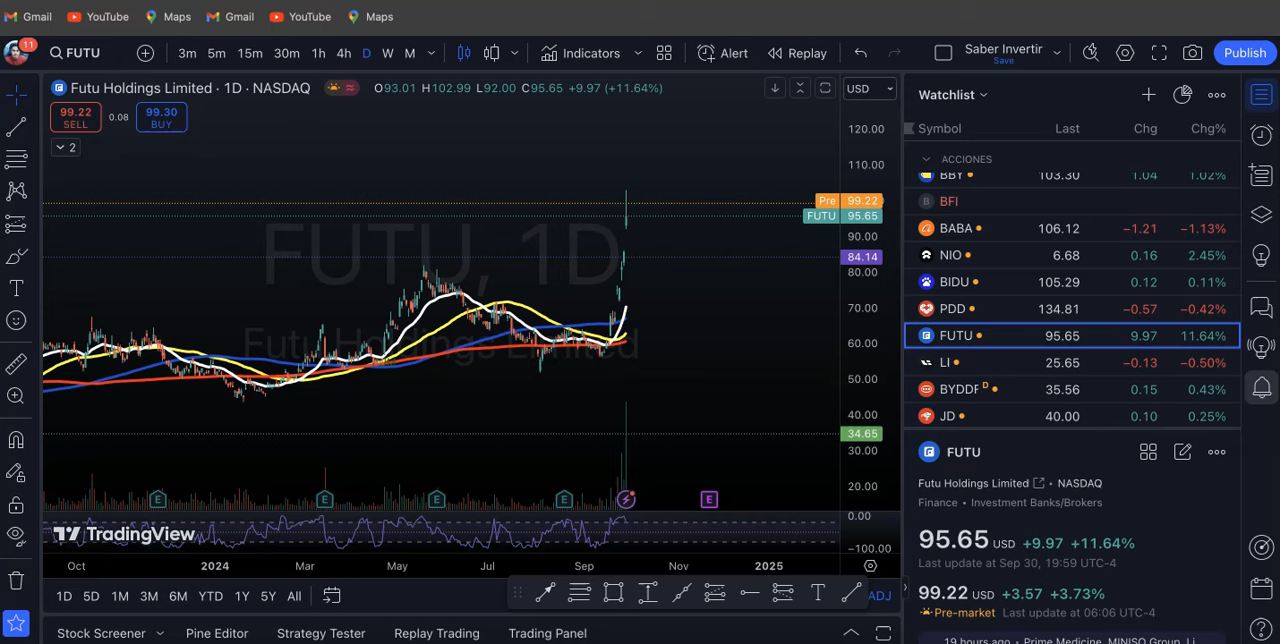 Gmail YouTube Maps Gmail YouTube Maps
11 FUTU 3m 5m 15m 30m 1h 4h D W M Indicators Alert Replay Saber Invertir Save Publish
Futu Holdings Limited · 1D · NASDAQ O93.01 H102.99 L92.00 C95.65 +9.97 (+11.64%) USD
99.22 SELL 0.08 99.30 BUY
2
FUTU, 1D
Futu Holdings Limited
120.00
110.00
Pre 99.22
FUTU 95.65
90.00
84.14
80.00
70.00
60.00
50.00
40.00
34.65
30.00
20.00
E E E E E
0.00
TradingView
−100.00
Oct 2024 Mar May Jul Sep Nov 2025
1D 5D 1M 3M 6M YTD 1Y 5Y All ADJ
Stock Screener Pine Editor Strategy Tester Replay Trading Trading Panel
Watchlist
Symbol Last Chg Chg%
ACCIONES
BBY 103.30 1.04 1.02%
B BFI
BABA 106.12 −1.21 −1.13%
NIO 6.68 0.16 2.45%
BIDU 105.29 0.12 0.11%
PDD 134.81 −0.57 −0.42%
FUTU 95.65 9.97 11.64%
LI 25.65 −0.13 −0.50%
BYDDF D 35.56 0.15 0.43%
JD 40.00 0.10 0.25%
FUTU
Futu Holdings Limited NASDAQ
Finance • Investment Banks/Brokers
95.65 USD +9.97 +11.64%
Last update at Sep 30, 19:59 UTC-4
99.22 USD +3.57 +3.73%
Pre-market Last update at 06:06 UTC-4
19 hours ago • Prime Medicine, MINISO Group, Li